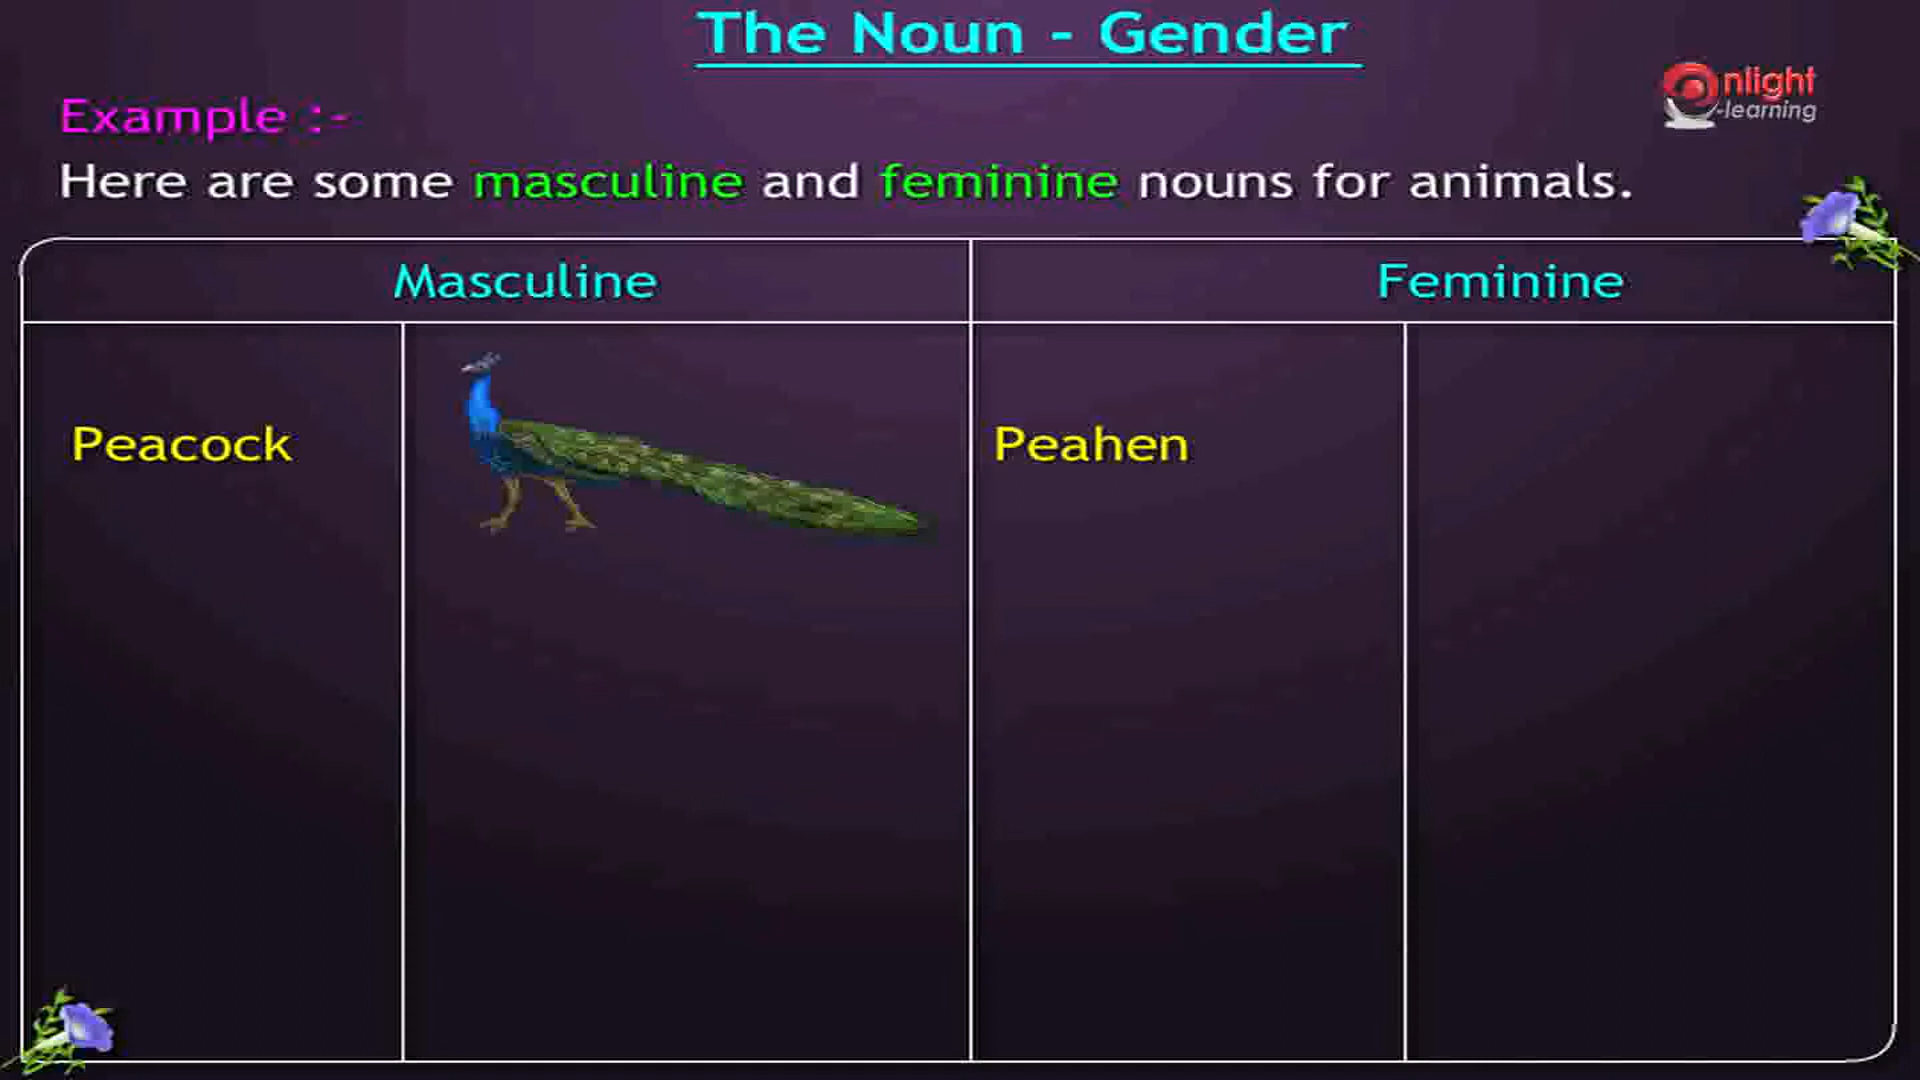 The Noun - Gender
nlight
-learning
Example :-
Here are some masculine and feminine nouns for animals.
Masculine Feminine
Peacock Peahen